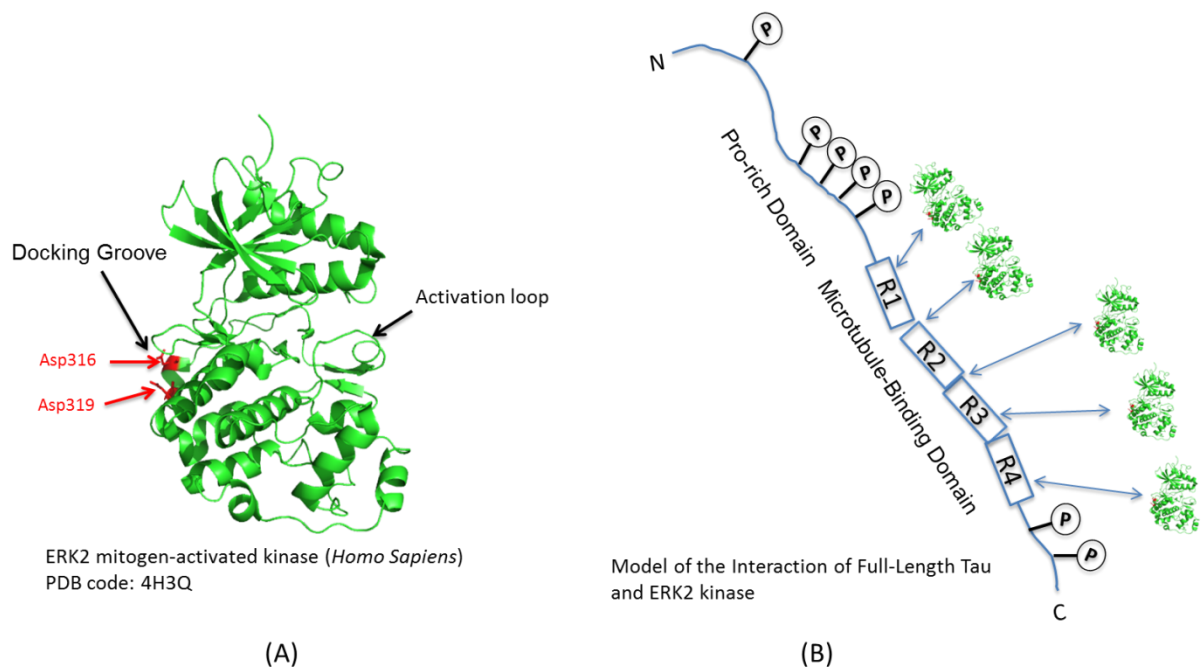 Docking Groove
Activation loop
Asp316
Asp319
ERK2 mitogen-activated kinase (Homo Sapiens)
PDB code: 4H3Q
(A)
N
P
P
P
P
P
Pro-rich Domain
R1
R2
R3
R4
Microtubule-Binding Domain
P
P
C
Model of the Interaction of Full-Length Tau
and ERK2 kinase
(B)